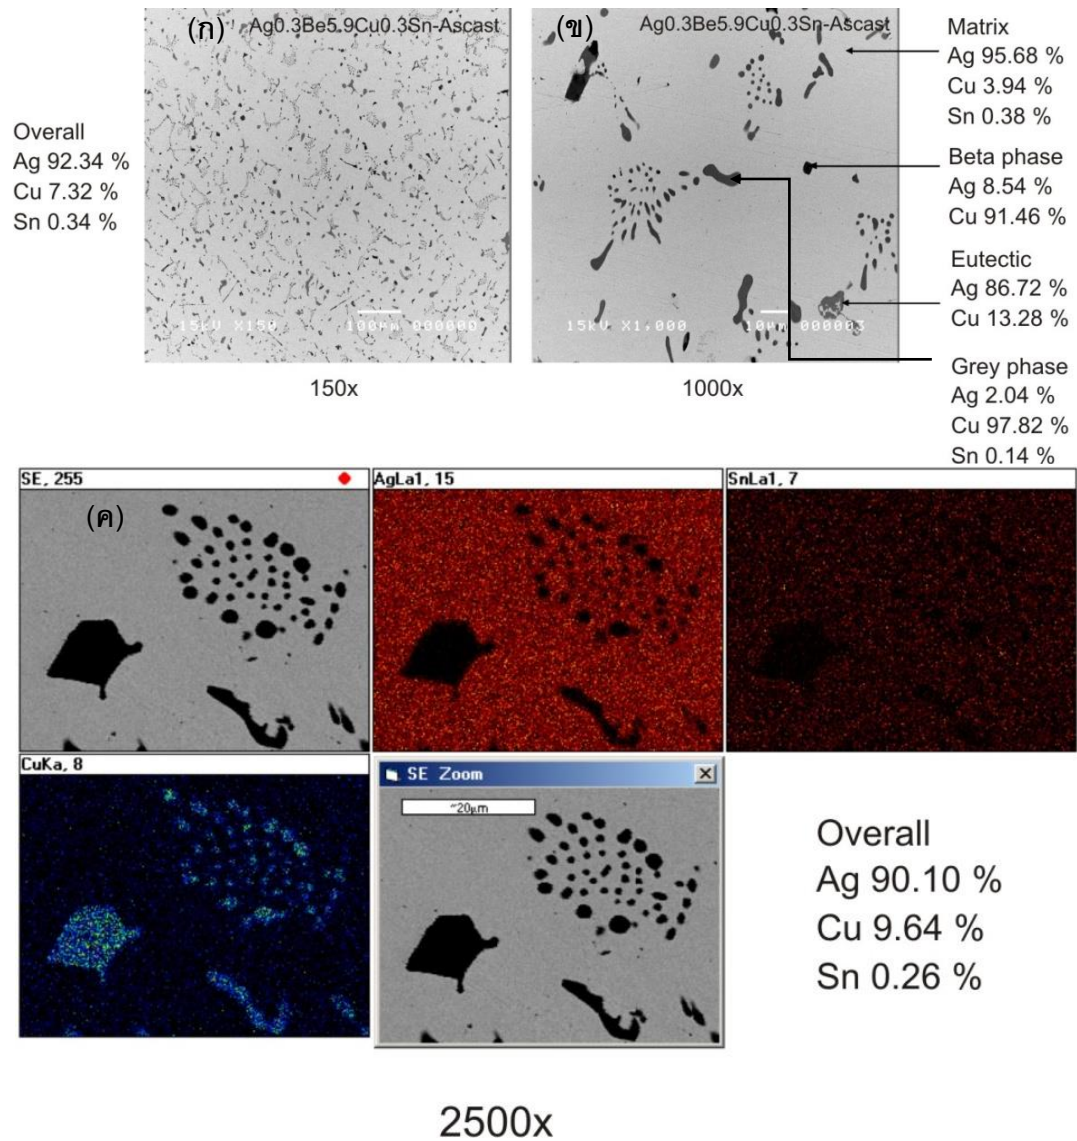 (ก) Ag0.3Be5.9Cu0.3Sn-Ascast
(ข) Ag0.3Be5.9Cu0.3Sn-Ascast
Overall
Ag 92.34 %
Cu 7.32 %
Sn 0.34 %
15kV X150 100µm 000000
15kV X1,000 10µm 000003
150x
1000x
Matrix
Ag 95.68 %
Cu 3.94 %
Sn 0.38 %
Beta phase
Ag 8.54 %
Cu 91.46 %
Eutectic
Ag 86.72 %
Cu 13.28 %
Grey phase
Ag 2.04 %
Cu 97.82 %
Sn 0.14 %
SE, 255
(ค)
AgLa1, 15
SnLa1, 7
CuKa, 8
SE Zoom
~20µm
Overall
Ag 90.10 %
Cu 9.64 %
Sn 0.26 %
2500x